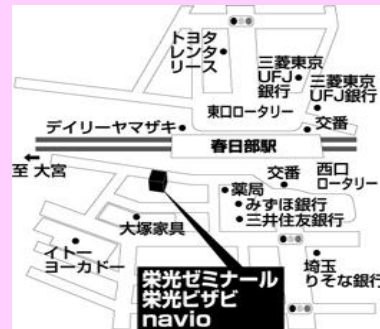 トヨタ
レンタ
リース
三菱東京
UFJ
銀行
三菱東京
UFJ銀行
東口ロータリー
デイリーヤマザキ
交番
春日部駅
至 大宮
交番
西口
ロータリー
薬局
みずほ銀行
三井住友銀行
大塚家具
イトー
ヨーカドー
埼玉
りそな銀行
栄光ゼミナール
栄光ビザビ
navio